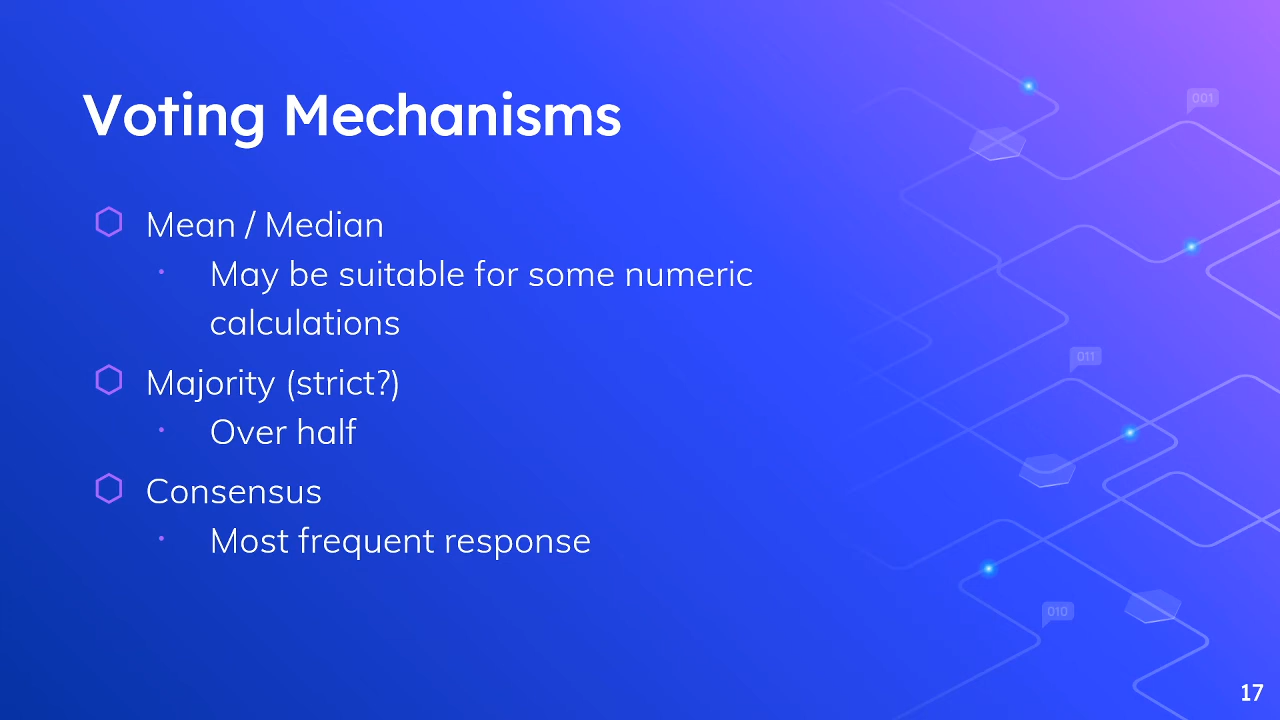 Voting Mechanisms
001
Mean / Median
May be suitable for some numeric
calculations
011
Majority (strict?)
Over half
Consensus
Most frequent response
010
17